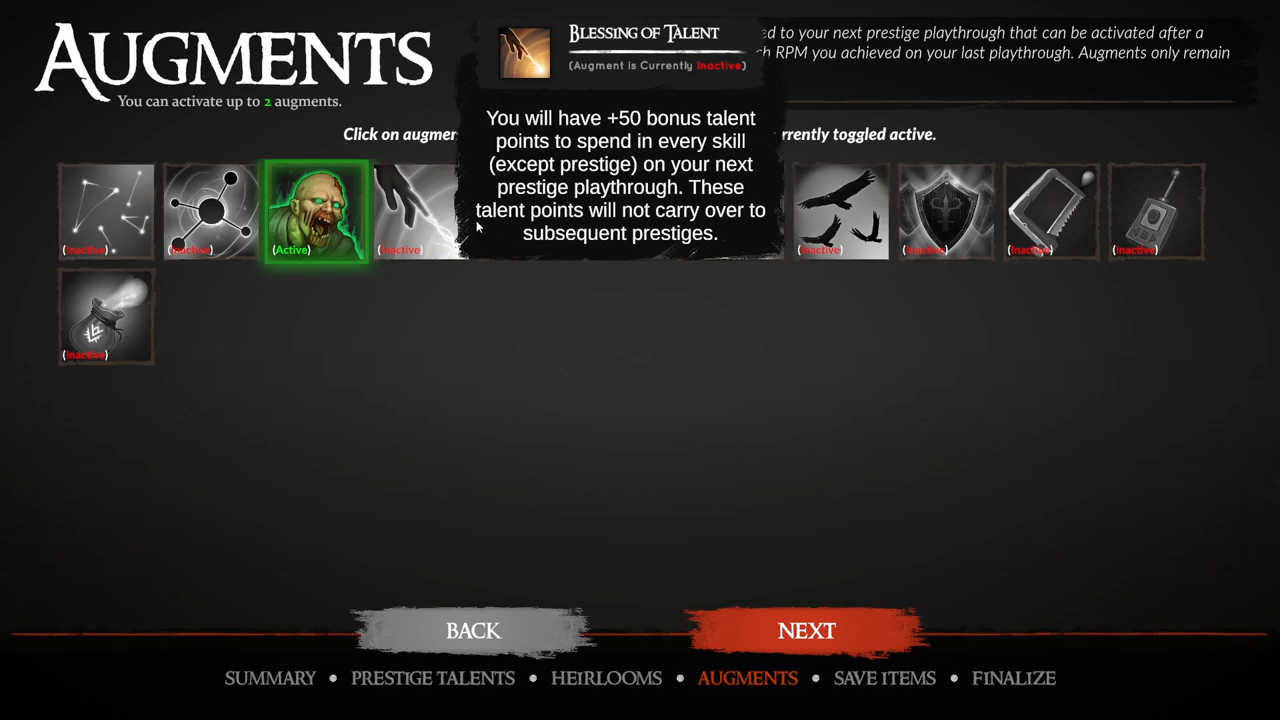 AUGMENTS
You can activate up to 2 augments.
BLESSING OF TALENT
(Augment is Currently Inactive)
ed to your next prestige playthrough that can be activated after a
h RPM you achieved on your last playthrough. Augments only remain
You will have +50 bonus talent
points to spend in every skill
(except prestige) on your next
prestige playthrough. These
talent points will not carry over to
subsequent prestiges.
Click on augmen
rrently toggled active.
(Inactive)
(Inactive)
(Active)
(Inactive)
(Inactive)
(Inactive)
(Inactive)
(Inactive)
(Inactive)
BACK
NEXT
SUMMARY • PRESTIGE TALENTS • HEIRLOOMS • AUGMENTS • SAVE ITEMS • FINALIZE